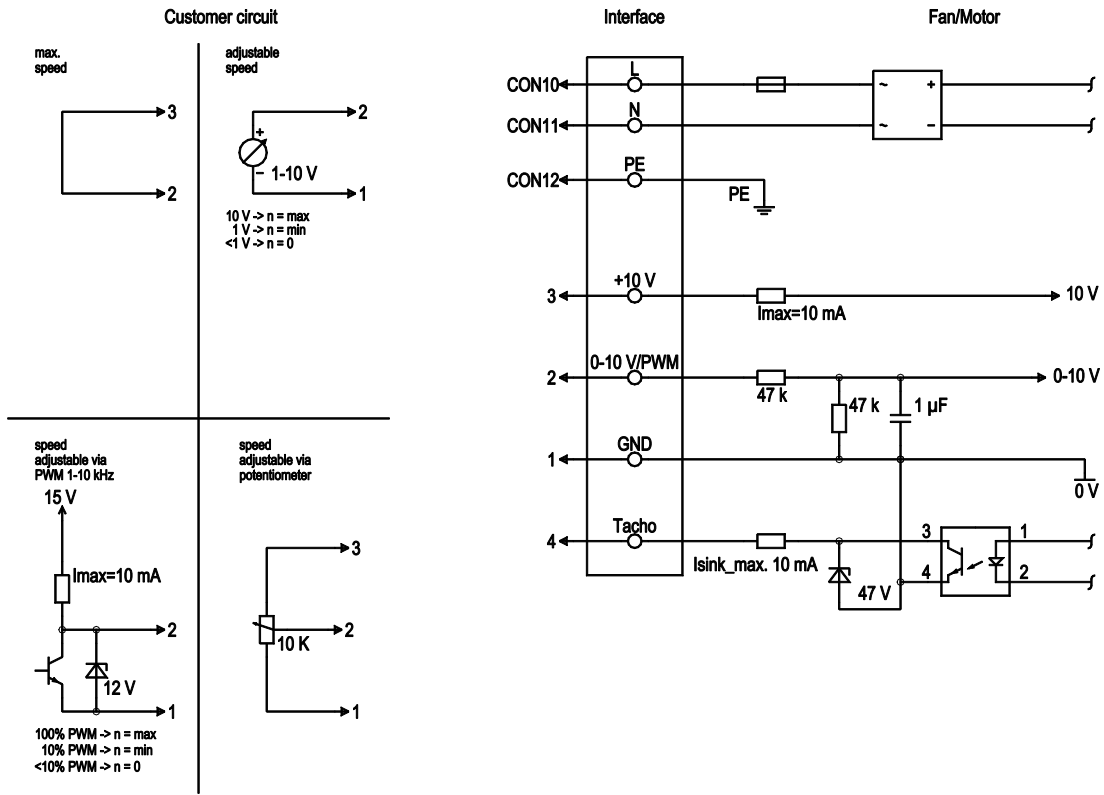 Customer circuit
max.
speed
3
2
adjustable
speed
2
+
–
1-10 V
1
10 V -> n = max
1 V -> n = min
<1 V -> n = 0
speed
adjustable via
PWM 1-10 kHz
15 V
Imax=10 mA
2
12 V
1
100% PWM -> n = max
10% PWM -> n = min
<10% PWM -> n = 0
speed
adjustable via
potentiometer
3
2
10 K
1
Interface
Fan/Motor
L
CON10
~
+
N
CON11
~
–
PE
CON12
PE
+10 V
3
10 V
Imax=10 mA
0-10 V/PWM
2
0-10 V
47 k
47 k
1 µF
GND
1
0 V
Tacho
4
3
1
Isink_max. 10 mA
4
2
47 V